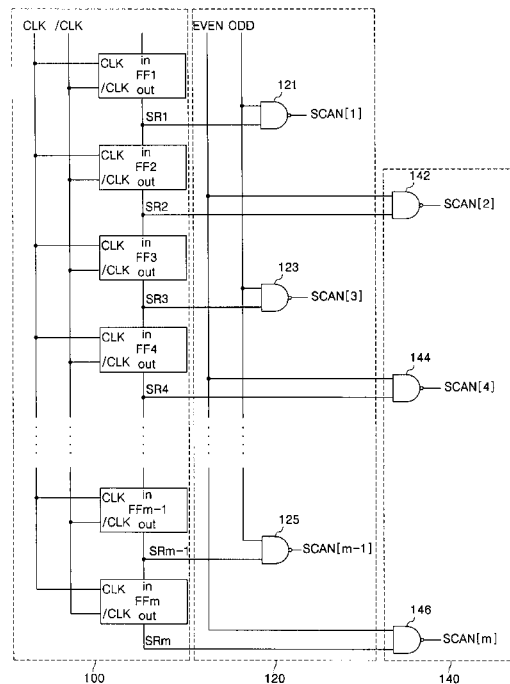 CLK /CLK EVEN ODD
CLK in
FF1
/CLK out
SR1
121
SCAN[1]
CLK in
FF2
/CLK out
SR2
142
SCAN[2]
CLK in
FF3
/CLK out
SR3
123
SCAN[3]
CLK in
FF4
/CLK out
SR4
144
SCAN[4]
CLK in
FFm-1
/CLK out
SRm-1
125
SCAN[m-1]
CLK in
FFm
/CLK out
SRm
146
SCAN[m]
100 120 140